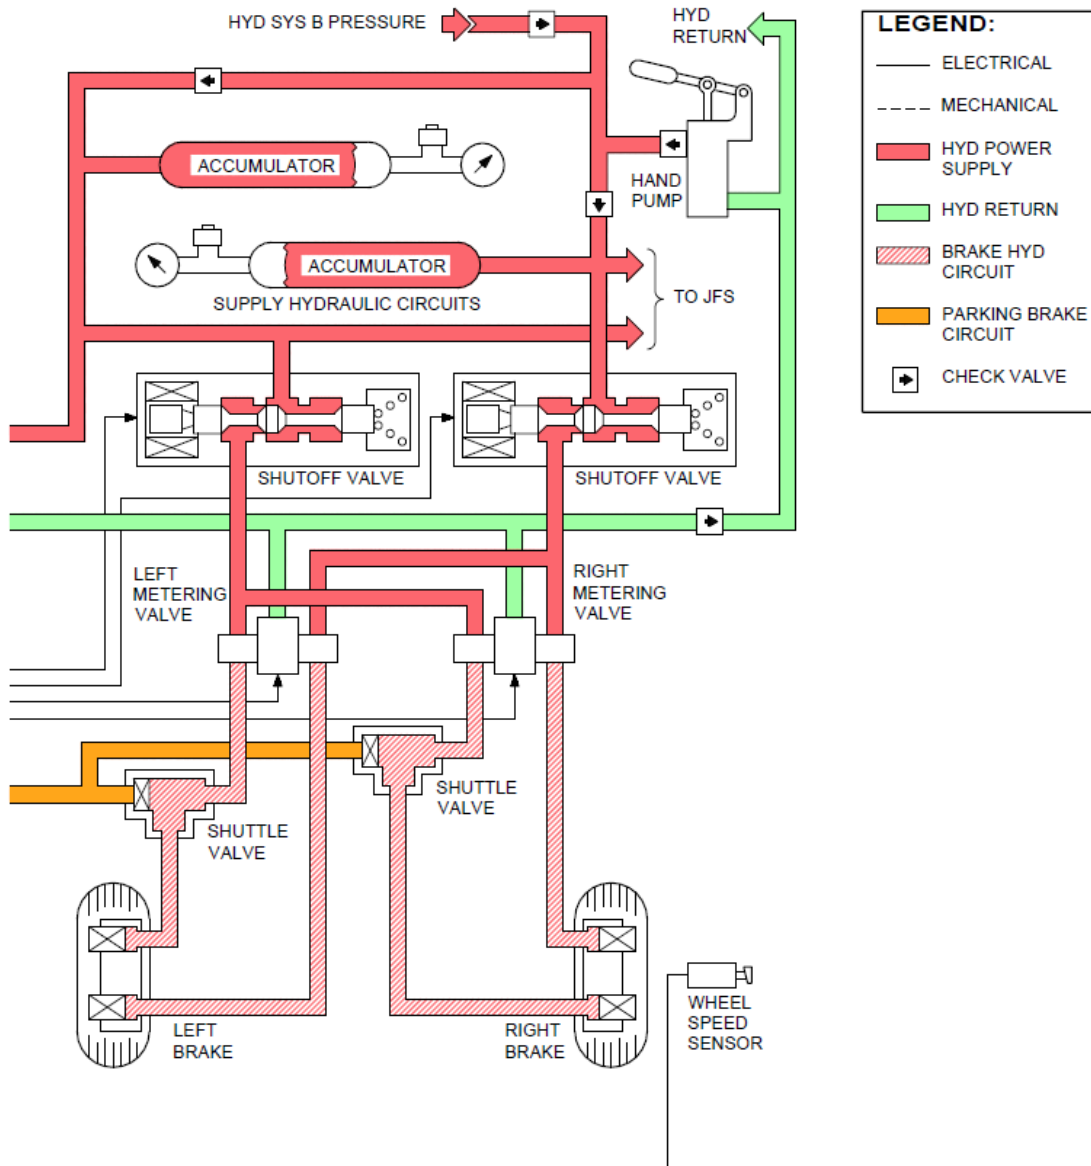 HYD SYS B PRESSURE
HYD
RETURN
LEGEND:
ELECTRICAL
MECHANICAL
HYD POWER
SUPPLY
HYD RETURN
BRAKE HYD
CIRCUIT
PARKING BRAKE
CIRCUIT
CHECK VALVE
ACCUMULATOR
HAND
PUMP
ACCUMULATOR
SUPPLY HYDRAULIC CIRCUITS
TO JFS
SHUTOFF VALVE
SHUTOFF VALVE
LEFT
METERING
VALVE
RIGHT
METERING
VALVE
SHUTTLE
VALVE
SHUTTLE
VALVE
LEFT
BRAKE
RIGHT
BRAKE
WHEEL
SPEED
SENSOR